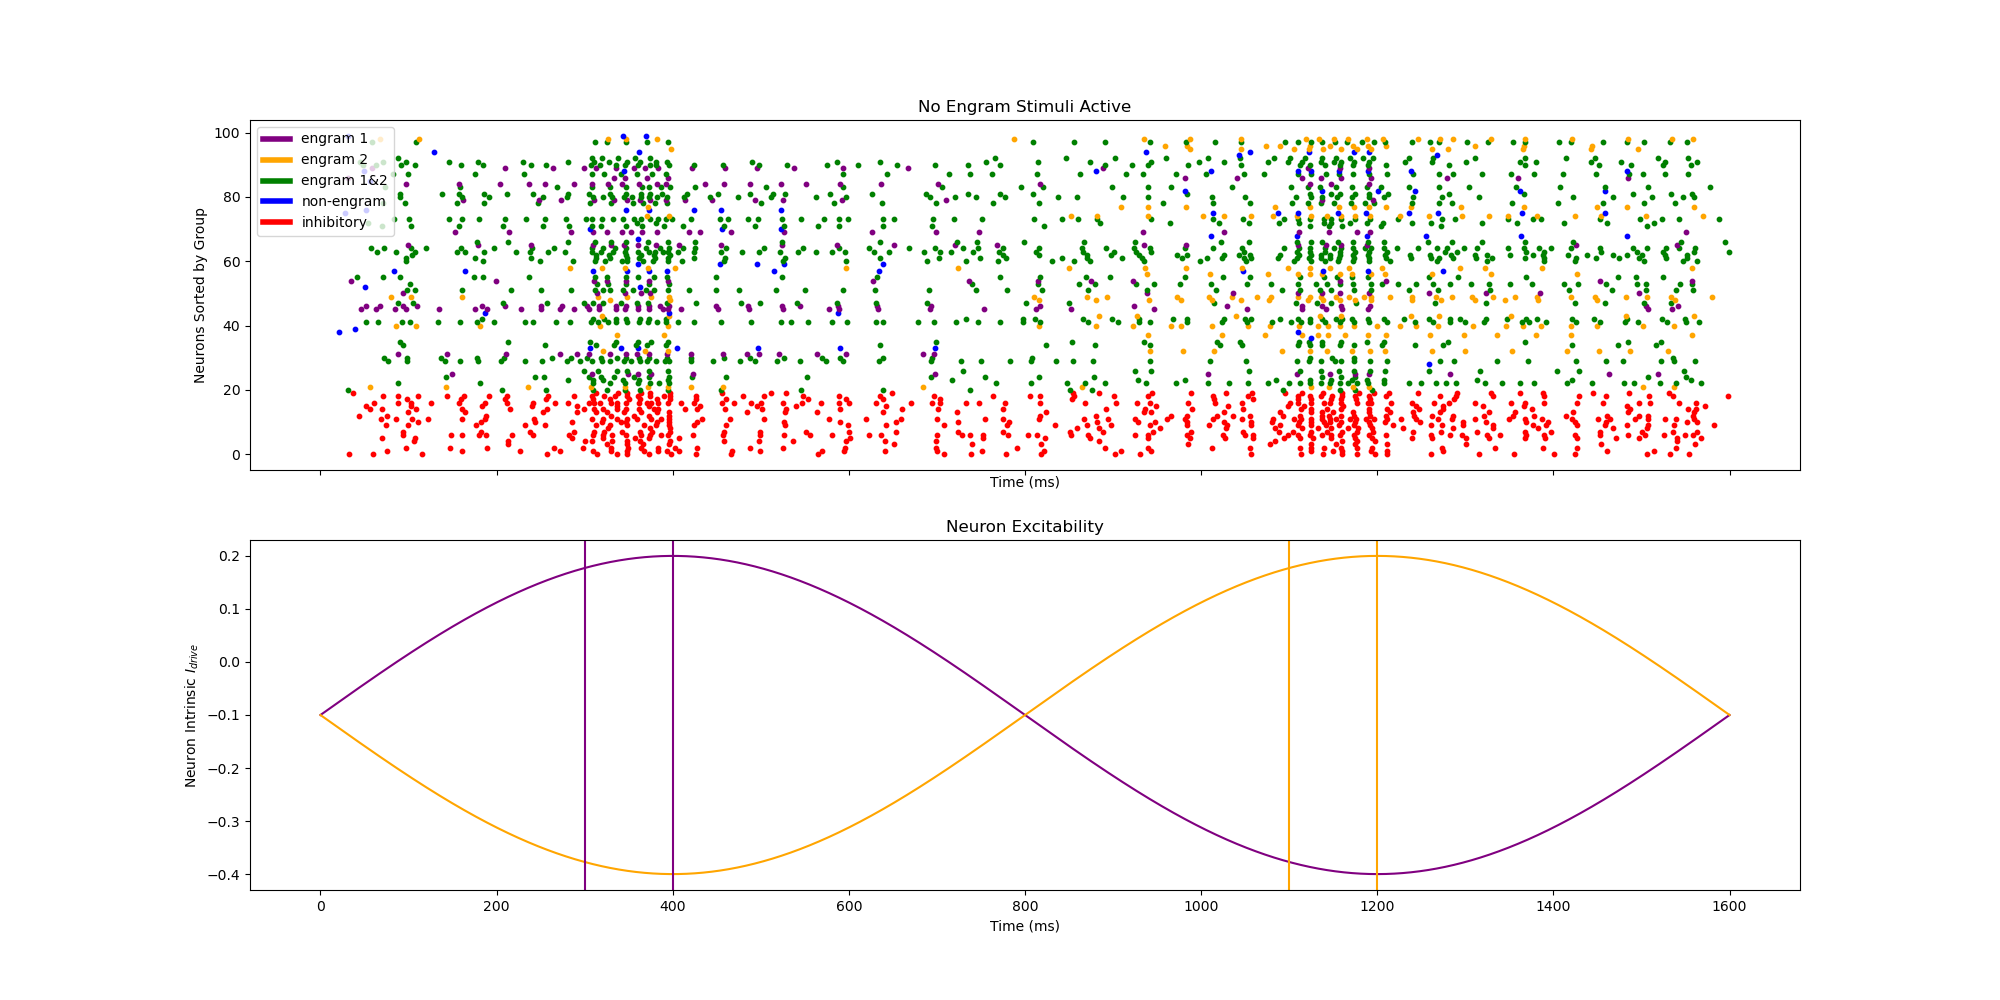 No Engram Stimuli Active
engram 1
engram 2
engram 1&2
non-engram
inhibitory
Neurons Sorted by Group
100
80
60
40
20
0
Time (ms)
Neuron Excitability
Neuron Intrinsic I_drive
0.2
0.1
0.0
−0.1
−0.2
−0.3
−0.4
0 200 400 600 800 1000 1200 1400 1600
Time (ms)